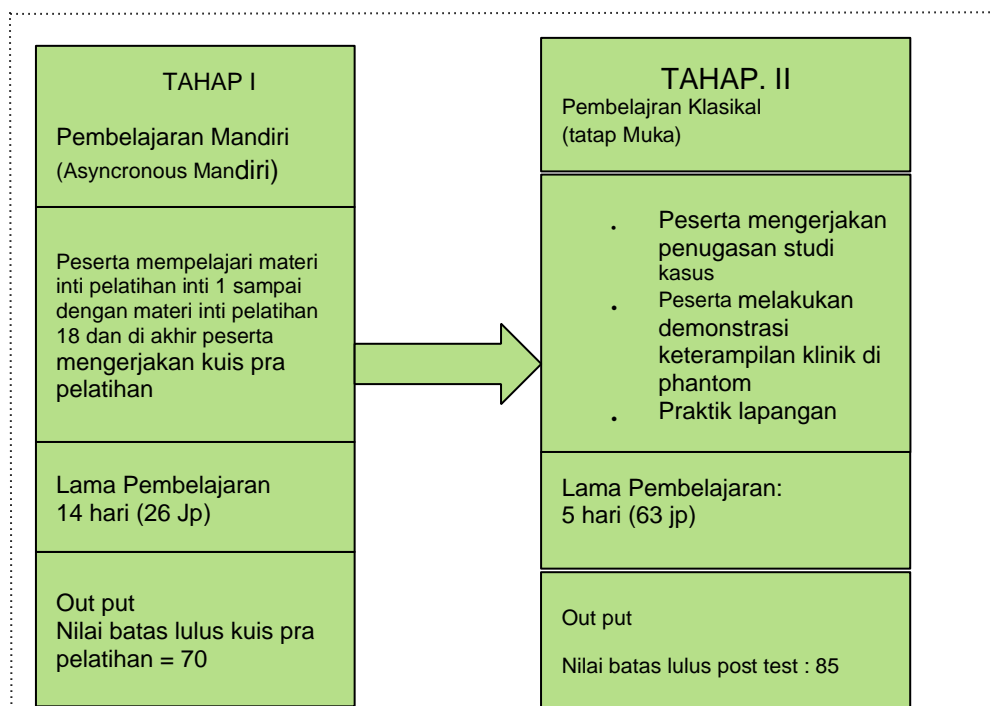 TAHAP I
Pembelajaran Mandiri
(Asyncronous Mandiri)
Peserta mempelajari materi
inti pelatihan inti 1 sampai
dengan materi inti pelatihan
18 dan di akhir peserta
mengerjakan kuis pra
pelatihan
Lama Pembelajaran
14 hari (26 Jp)
Out put
Nilai batas lulus kuis pra
pelatihan = 70
TAHAP. II
Pembelajran Klasikal
(tatap Muka)
. Peserta mengerjakan
penugasan studi
kasus
. Peserta melakukan
demonstrasi
keterampilan klinik di
phantom
. Praktik lapangan
Lama Pembelajaran:
5 hari (63 jp)
Out put
Nilai batas lulus post test : 85